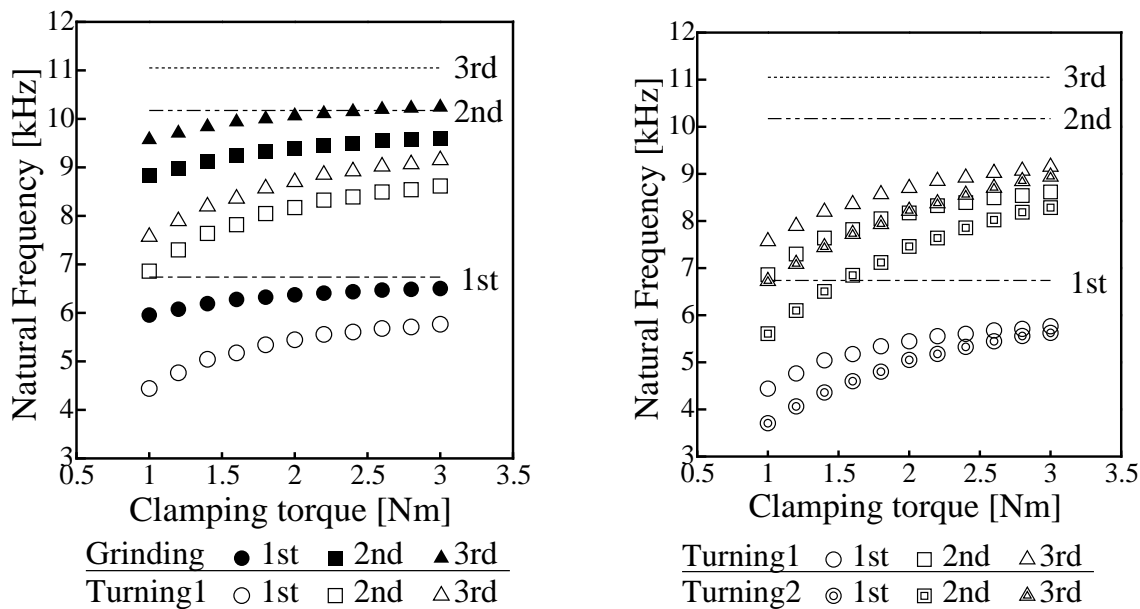 12
11
10
9
8
7
6
5
4
3
0.5 1 1.5 2 2.5 3 3.5
Natural Frequency [kHz]
Clamping torque [Nm]
3rd
2nd
1st
Grinding 1st 2nd 3rd
Turning1 1st 2nd 3rd
12
11
10
9
8
7
6
5
4
3
0.5 1 1.5 2 2.5 3 3.5
Natural Frequency [kHz]
Clamping torque [Nm]
3rd
2nd
1st
Turning1 1st 2nd 3rd
Turning2 1st 2nd 3rd